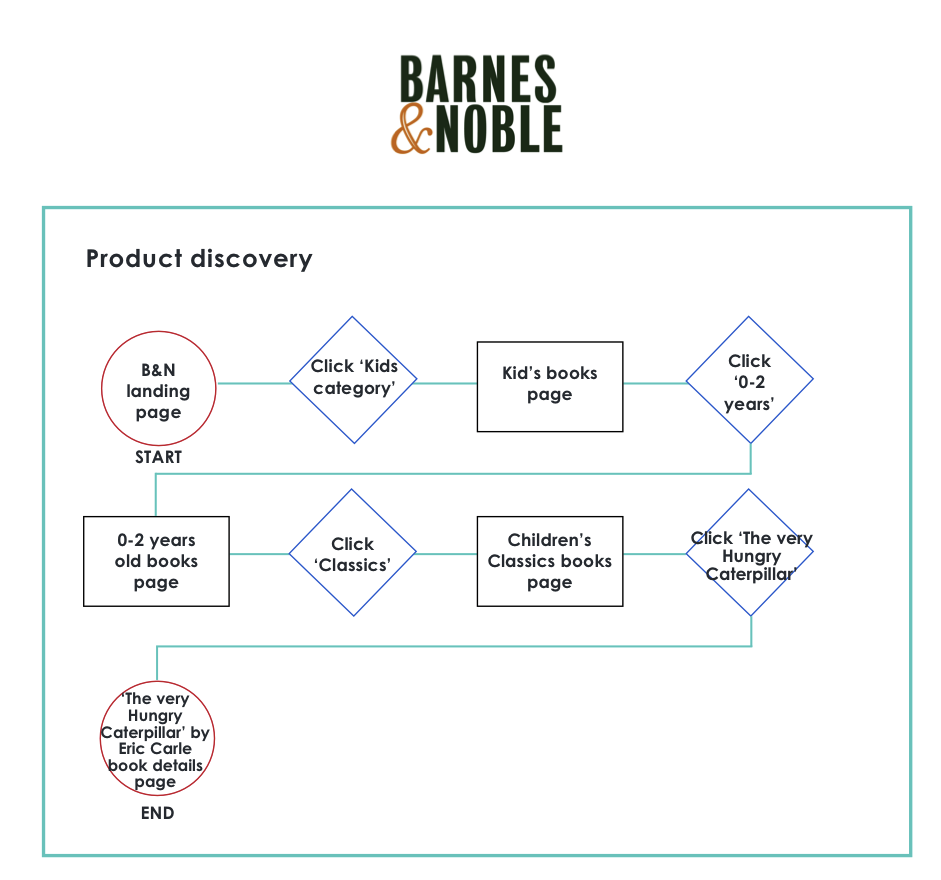 BARNES
&NOBLE
Product discovery
B&N
landing
page
START
Click ‘Kids
category’
Kid’s books
page
Click
‘0-2
years’
0-2 years
old books
page
Click
‘Classics’
Children’s
Classics books
page
Click ‘The very
Hungry
Caterpillar’
‘The very
Hungry
Caterpillar’ by
Eric Carle
book details
page
END